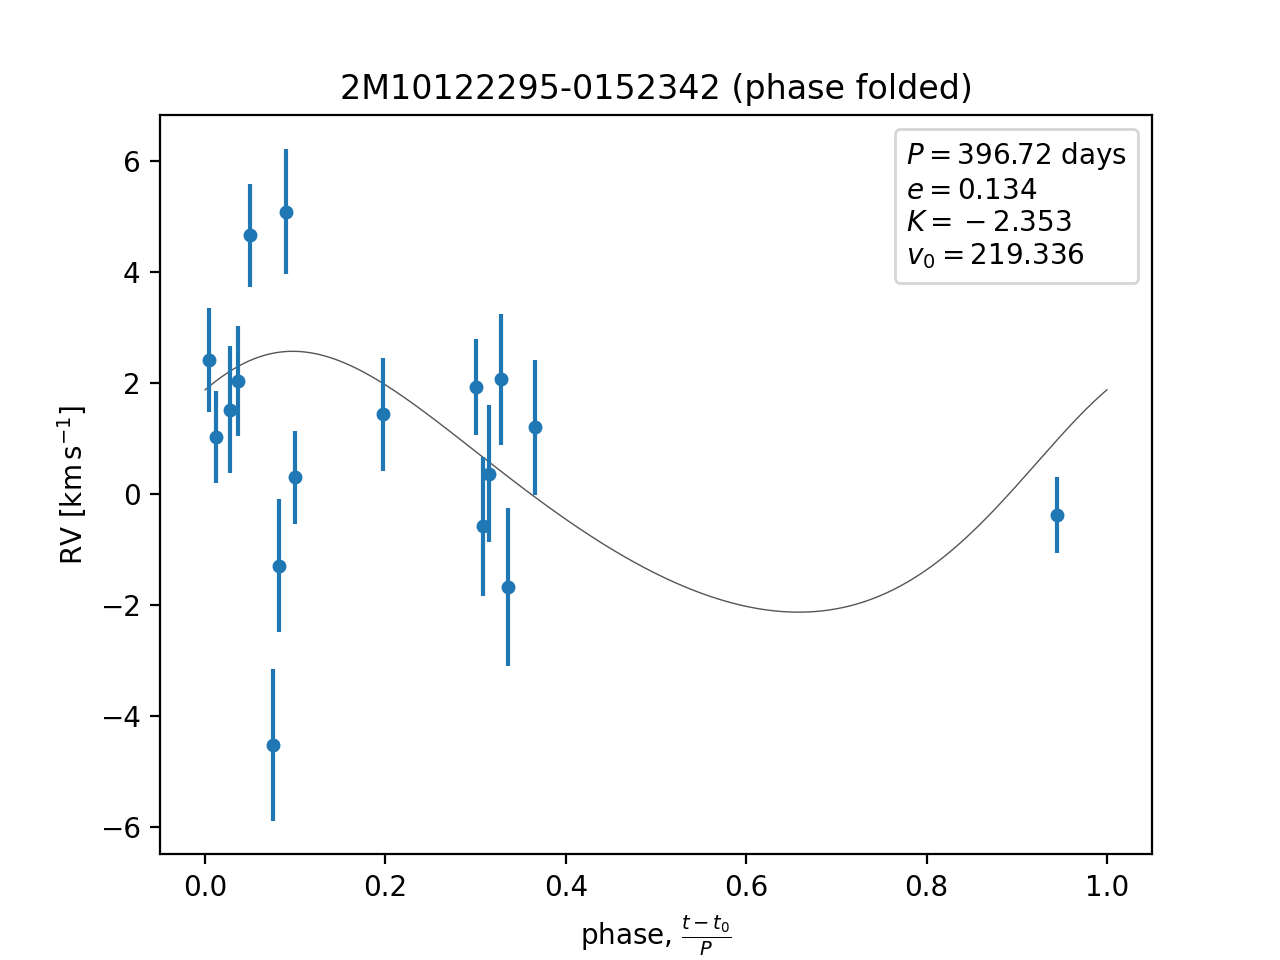 2M10122295-0152342 (phase folded)
P = 396.72 days
e = 0.134
K = −2.353
v₀ = 219.336
RV [km s⁻¹]
6
4
2
0
−2
−4
−6
0.0 0.2 0.4 0.6 0.8 1.0
phase, (t − t₀)/P